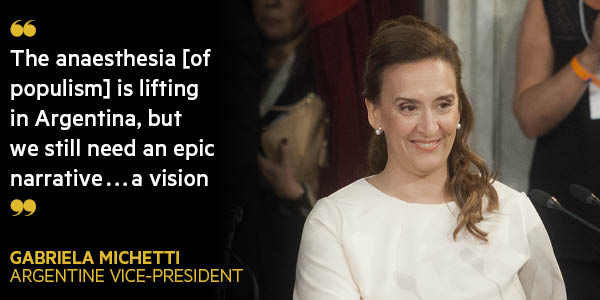 “
The anaesthesia [of
populism] is lifting
in Argentina, but
we still need an epic
narrative...a vision
”
GABRIELA MICHETTI
ARGENTINE VICE-PRESIDENT